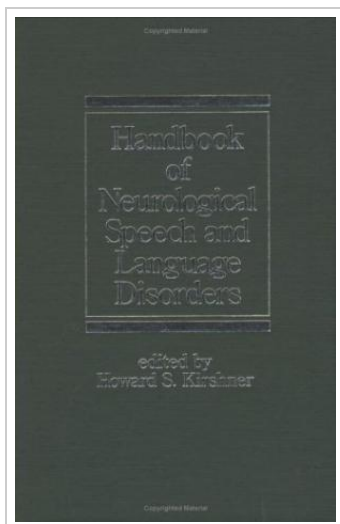 Copyrighted Material
Handbook
of
Neurological
Speech and
Language
Disorders
edited by
Howard S. Kirshner
Copyrighted Material